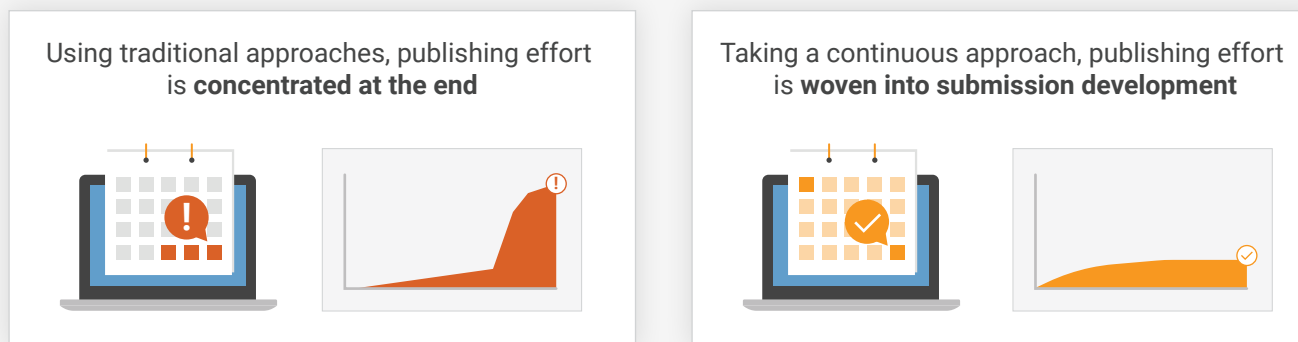 Using traditional approaches, publishing effort
is concentrated at the end
Taking a continuous approach, publishing effort
is woven into submission development
!
!